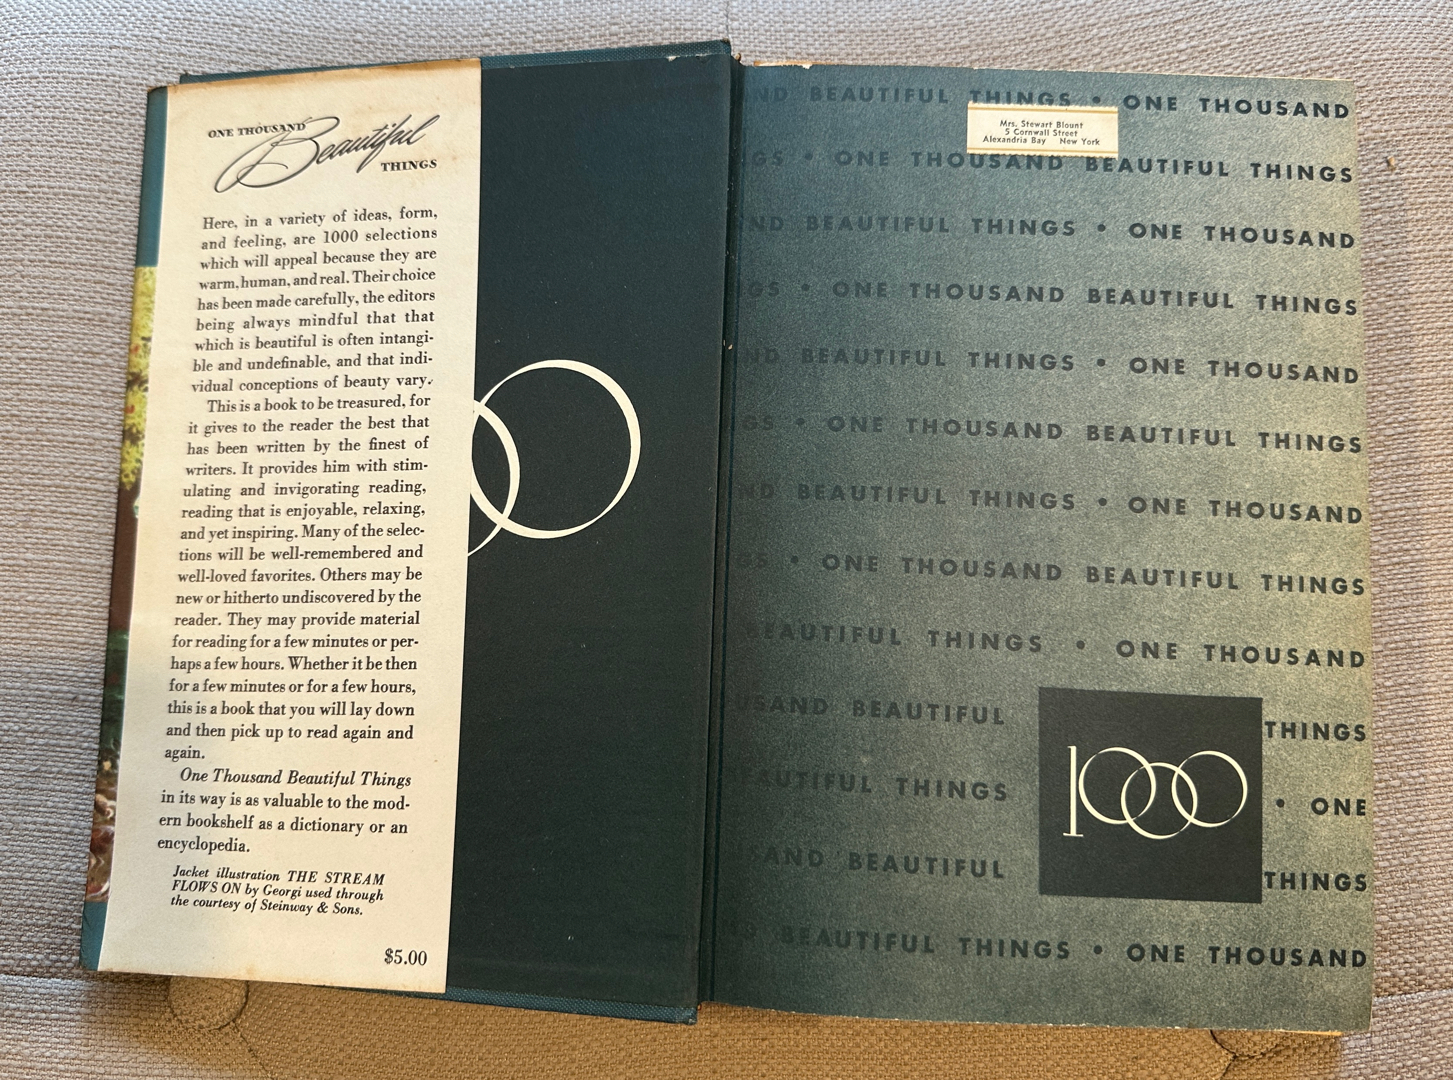 ONE THOUSAND Beautiful THINGS
Here, in a variety of ideas, form,
and feeling, are 1000 selections
which will appeal because they are
warm, human, and real. Their choice
has been made carefully, the editors
being always mindful that that
which is beautiful is often intangi-
ble and undefinable, and that indi-
vidual conceptions of beauty vary.
This is a book to be treasured, for
it gives to the reader the best that
has been written by the finest of
writers. It provides him with stim-
ulating and invigorating reading,
reading that is enjoyable, relaxing,
and yet inspiring. Many of the selec-
tions will be well-remembered and
well-loved favorites. Others may be
new or hitherto undiscovered by the
reader. They may provide material
for reading for a few minutes or per-
haps a few hours. Whether it be then
for a few minutes or for a few hours,
this is a book that you will lay down
and then pick up to read again and
again.
One Thousand Beautiful Things
in its way is as valuable to the mod-
ern bookshelf as a dictionary or an
encyclopedia.
Jacket illustration THE STREAM
FLOWS ON by Georgi used through
the courtesy of Steinway & Sons.
$5.00
ND BEAUTIFUL THINGS • ONE THOUSAND
Mrs. Stewart Blount
5 Cornwall Street
Alexandria Bay New York
GS • ONE THOUSAND BEAUTIFUL THINGS
ND BEAUTIFUL THINGS • ONE THOUSAND
GS • ONE THOUSAND BEAUTIFUL THINGS
ND BEAUTIFUL THINGS • ONE THOUSAND
GS • ONE THOUSAND BEAUTIFUL THINGS
ND BEAUTIFUL THINGS • ONE THOUSAND
GS • ONE THOUSAND BEAUTIFUL THINGS
BEAUTIFUL THINGS • ONE THOUSAND
USAND BEAUTIFUL THINGS
EAUTIFUL THINGS • ONE
1000
SAND BEAUTIFUL THINGS
BEAUTIFUL THINGS • ONE THOUSAND